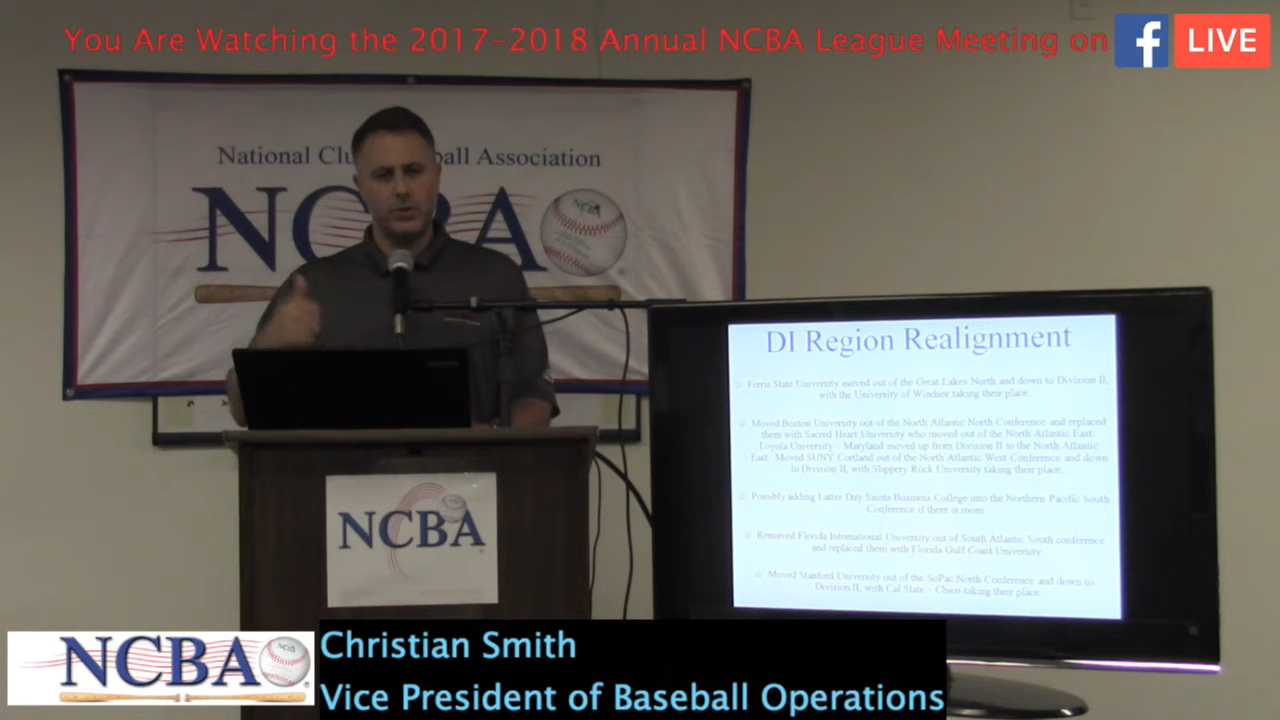 You Are Watching the 2017-2018 Annual NCBA League Meeting on f LIVE
National Club Baseball Association
NCBA
DI Region Realignment
Ferris State University moved out of the Great Lakes North and down to Division II,
with the University of Windsor taking their place.
Moved Boston University out of the North Atlantic North Conference and replaced
them with Sacred Heart University who moved out of the North Atlantic East.
Loyola University – Maryland moved up from Division II to the North Atlantic
East. Moved SUNY Cortland out of the North Atlantic West Conference and down
to Division II, with Slippery Rock University taking their place.
Possibly adding Latter Day Saints Business College into the Northern Pacific South
Conference if there is room
Removed Florida International University out of South Atlantic South conference
and replaced them with Florida Gulf Coast University
Moved Stanford University out of the SoPac North Conference and down to
Division II, with Cal State – Chico taking their place
NCBA
NCBA
Christian Smith
Vice President of Baseball Operations